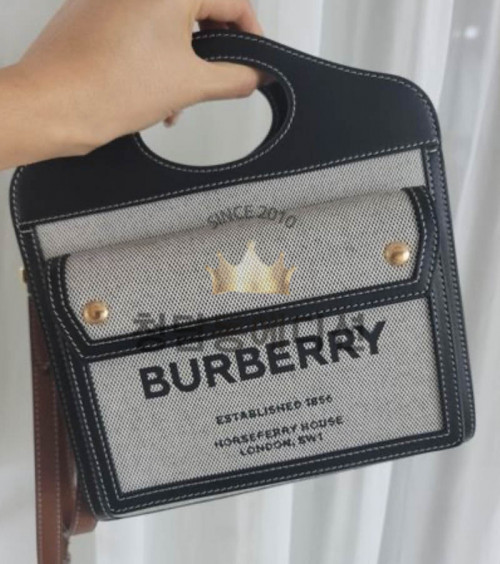 SINCE 2010
BURBERRY
ESTABLISHED 1856
HORSEFERRY HOUSE
LONDON, SW1